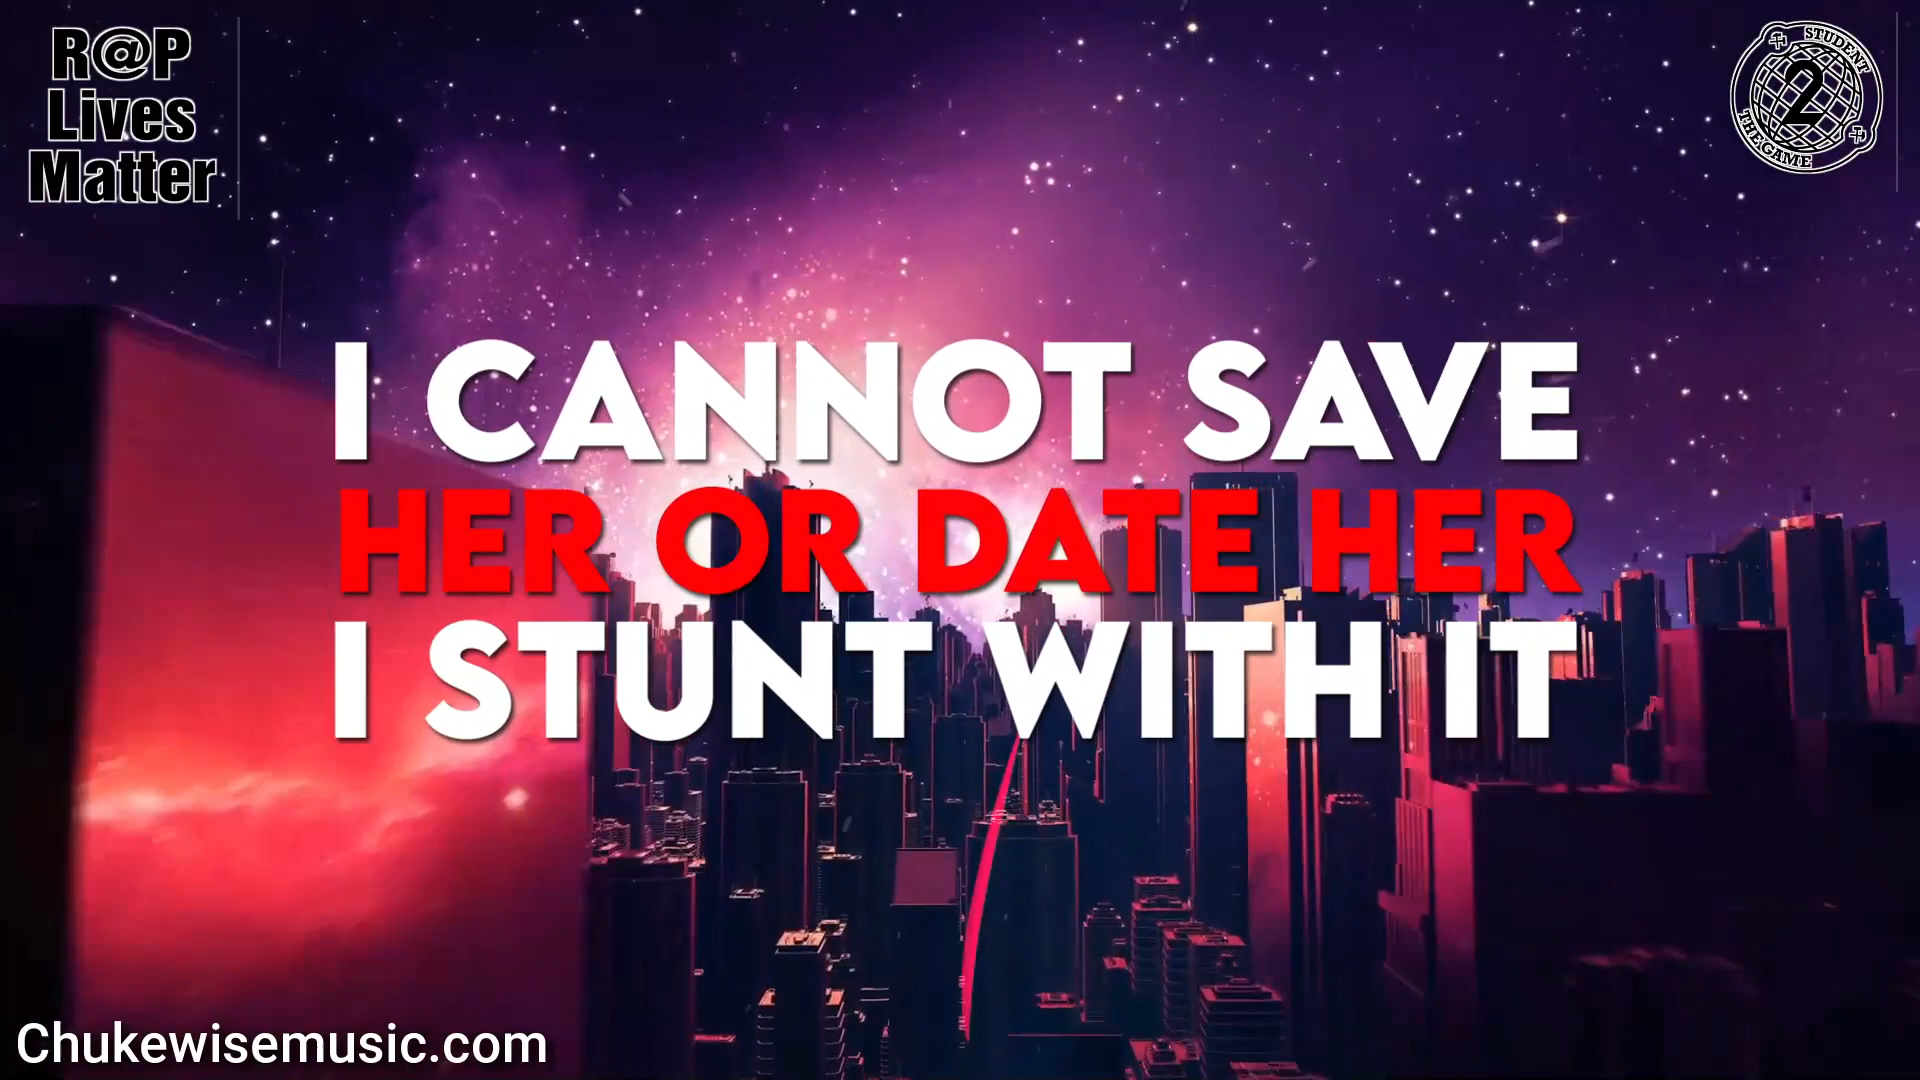 R@P
Lives
Matter
STUDENT
2
THE GAME
I CANNOT SAVE
HER OR DATE HER
I STUNT WITH IT
Chukewisemusic.com